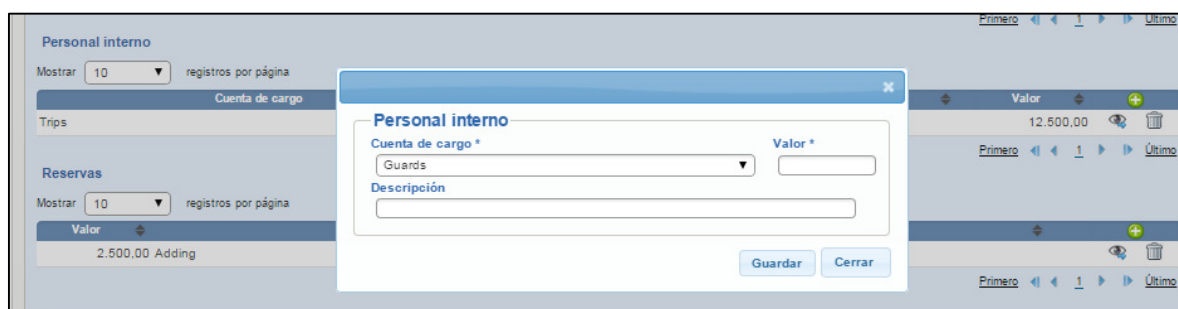 Primero 1 Último
Personal interno
Mostrar 10 registros por página
Cuenta de cargo Valor
Trips 12.500,00
Primero 1 Último
Personal interno
Cuenta de cargo * Valor *
Guards
Descripción
Guardar Cerrar
Reservas
Mostrar 10 registros por página
Valor
2.500,00 Adding
Primero 1 Último